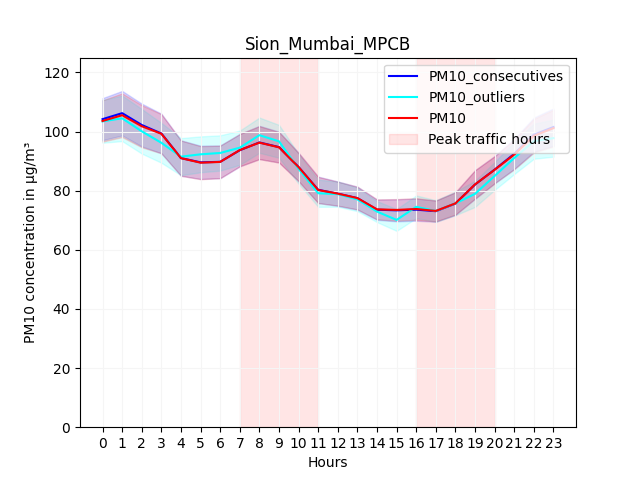 Sion_Mumbai_MPCB
PM10_consecutives
PM10_outliers
PM10
Peak traffic hours
PM10 concentration in µg/m³
120
100
80
60
40
20
0
0 1 2 3 4 5 6 7 8 9 10 11 12 13 14 15 16 17 18 19 20 21 22 23
Hours